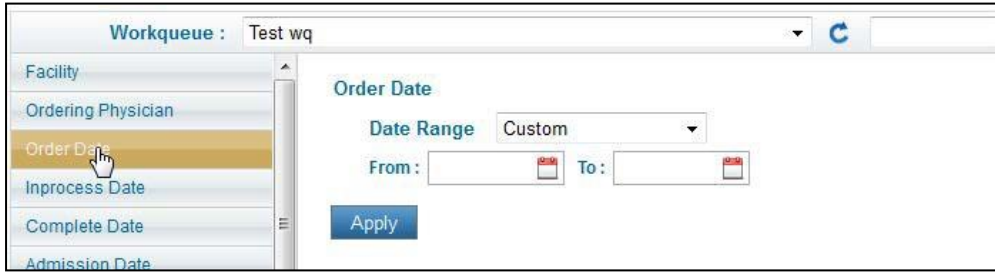 Workqueue : Test wq
Facility
Ordering Physician
Order Date
Inprocess Date
Complete Date
Admission Date
Order Date
Date Range Custom
From : To :
Apply